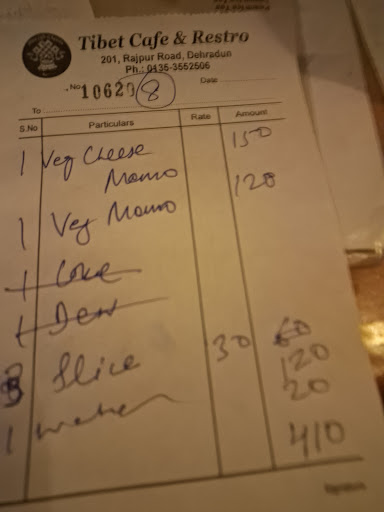 Tibet Cafe & Restro
201, Rajpur Road, Dehradun
Ph.: 0135-3552506
No 10629 8 Date
To
S.No Particulars Rate Amount
1 Veg Cheese 150
Momo
1 Veg Momo 120
1 Coke
1 Dew
3 Slice 30 60
120
1 water 20
410